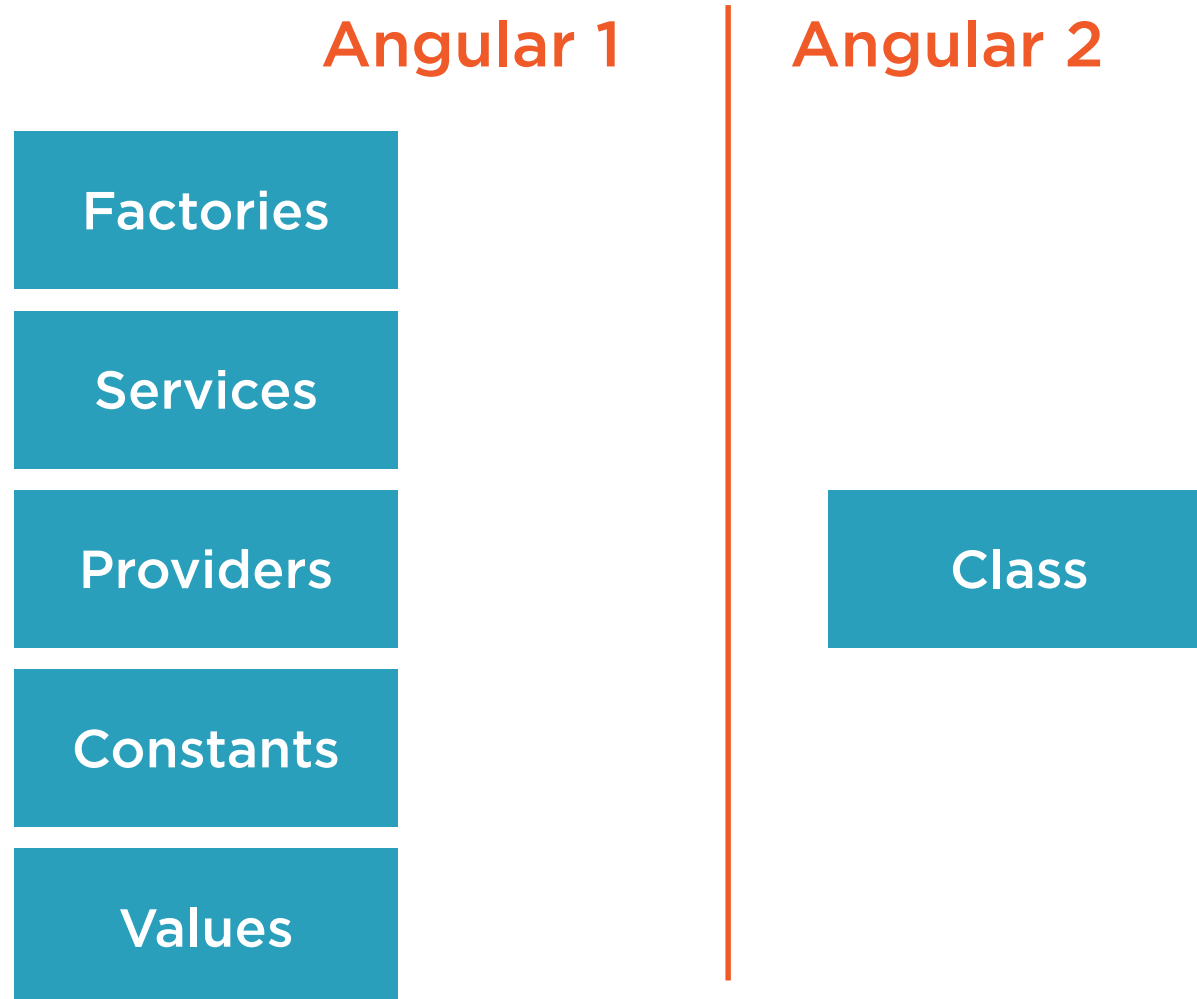 Angular 1
Angular 2
Factories
Services
Providers
Class
Constants
Values